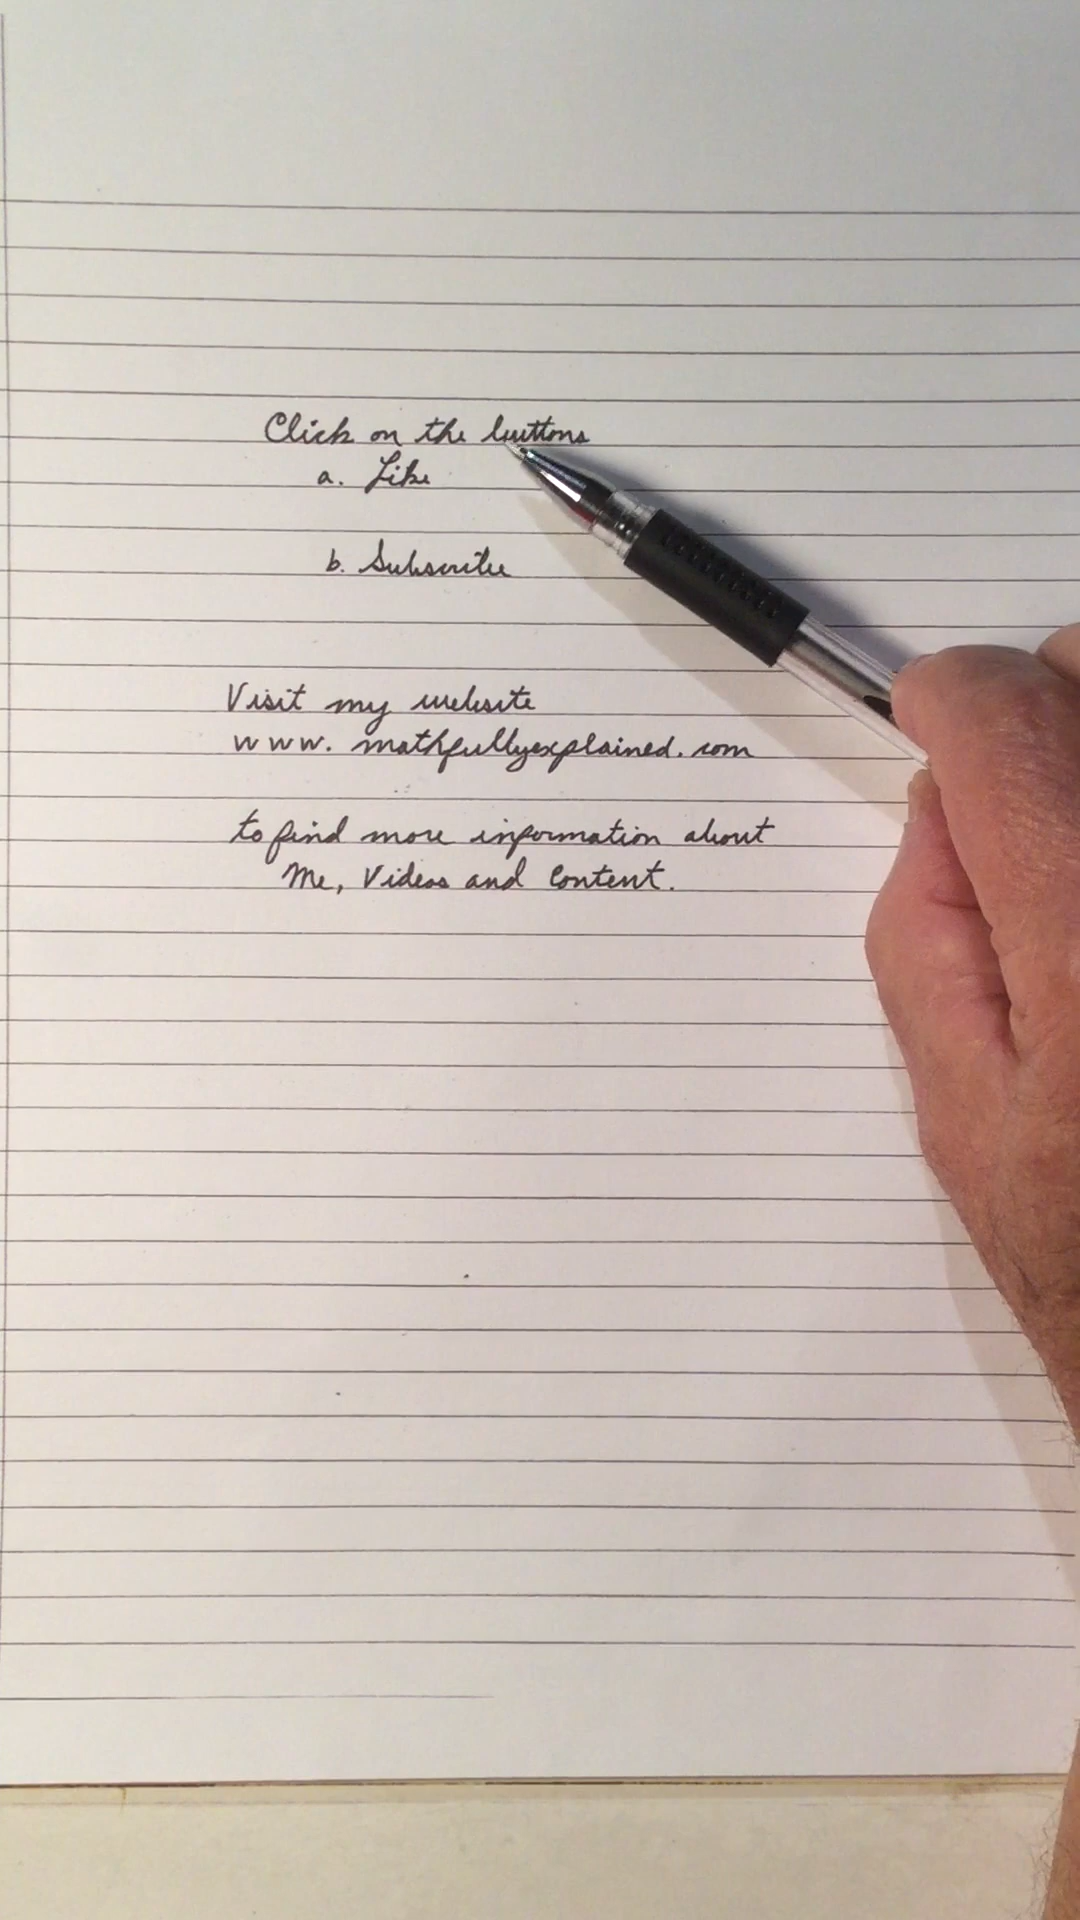 Click on the buttons
a. Like
b. Subscribe
Visit my website
www. mathfullyexplained.com
to find more information about
Me, Videos and Content.